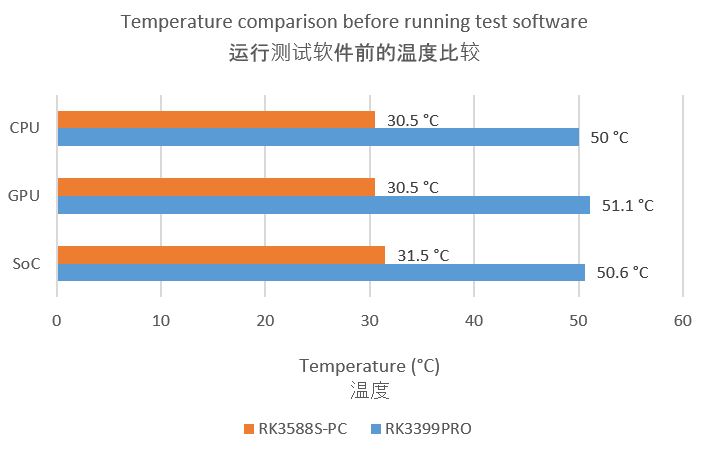 Temperature comparison before running test software
运行测试软件前的温度比较
CPU
30.5 °C
50 °C
GPU
30.5 °C
51.1 °C
SoC
31.5 °C
50.6 °C
0 10 20 30 40 50 60
Temperature (°C)
温度
RK3588S-PC RK3399PRO